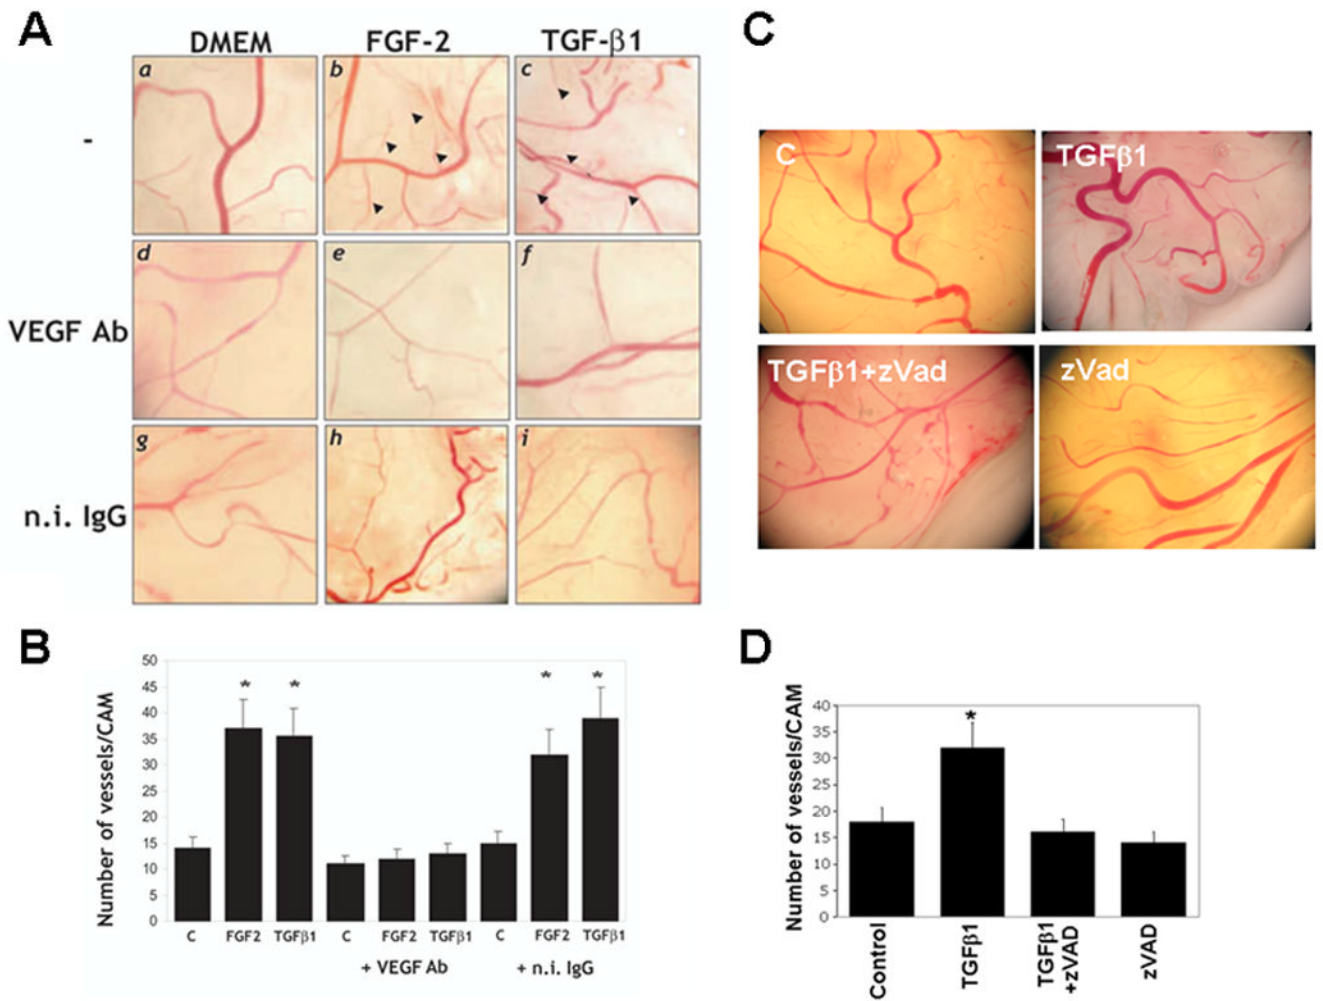 A
DMEM FGF-2 TGF-β1
a b c
-
d e f
VEGF Ab
g h i
n.i. IgG
C
C TGFβ1
TGFβ1+zVad zVad
B
Number of vessels/CAM
50
45
40
35
30
25
20
15
10
5
0
* * * *
C FGF2 TGFβ1 C FGF2 TGFβ1 C FGF2 TGFβ1
+ VEGF Ab + n.i. IgG
D
Number of vessels/CAM
40
35
30
25
20
15
10
5
0
*
Control
TGFβ1
TGFβ1
+zVAD
zVAD